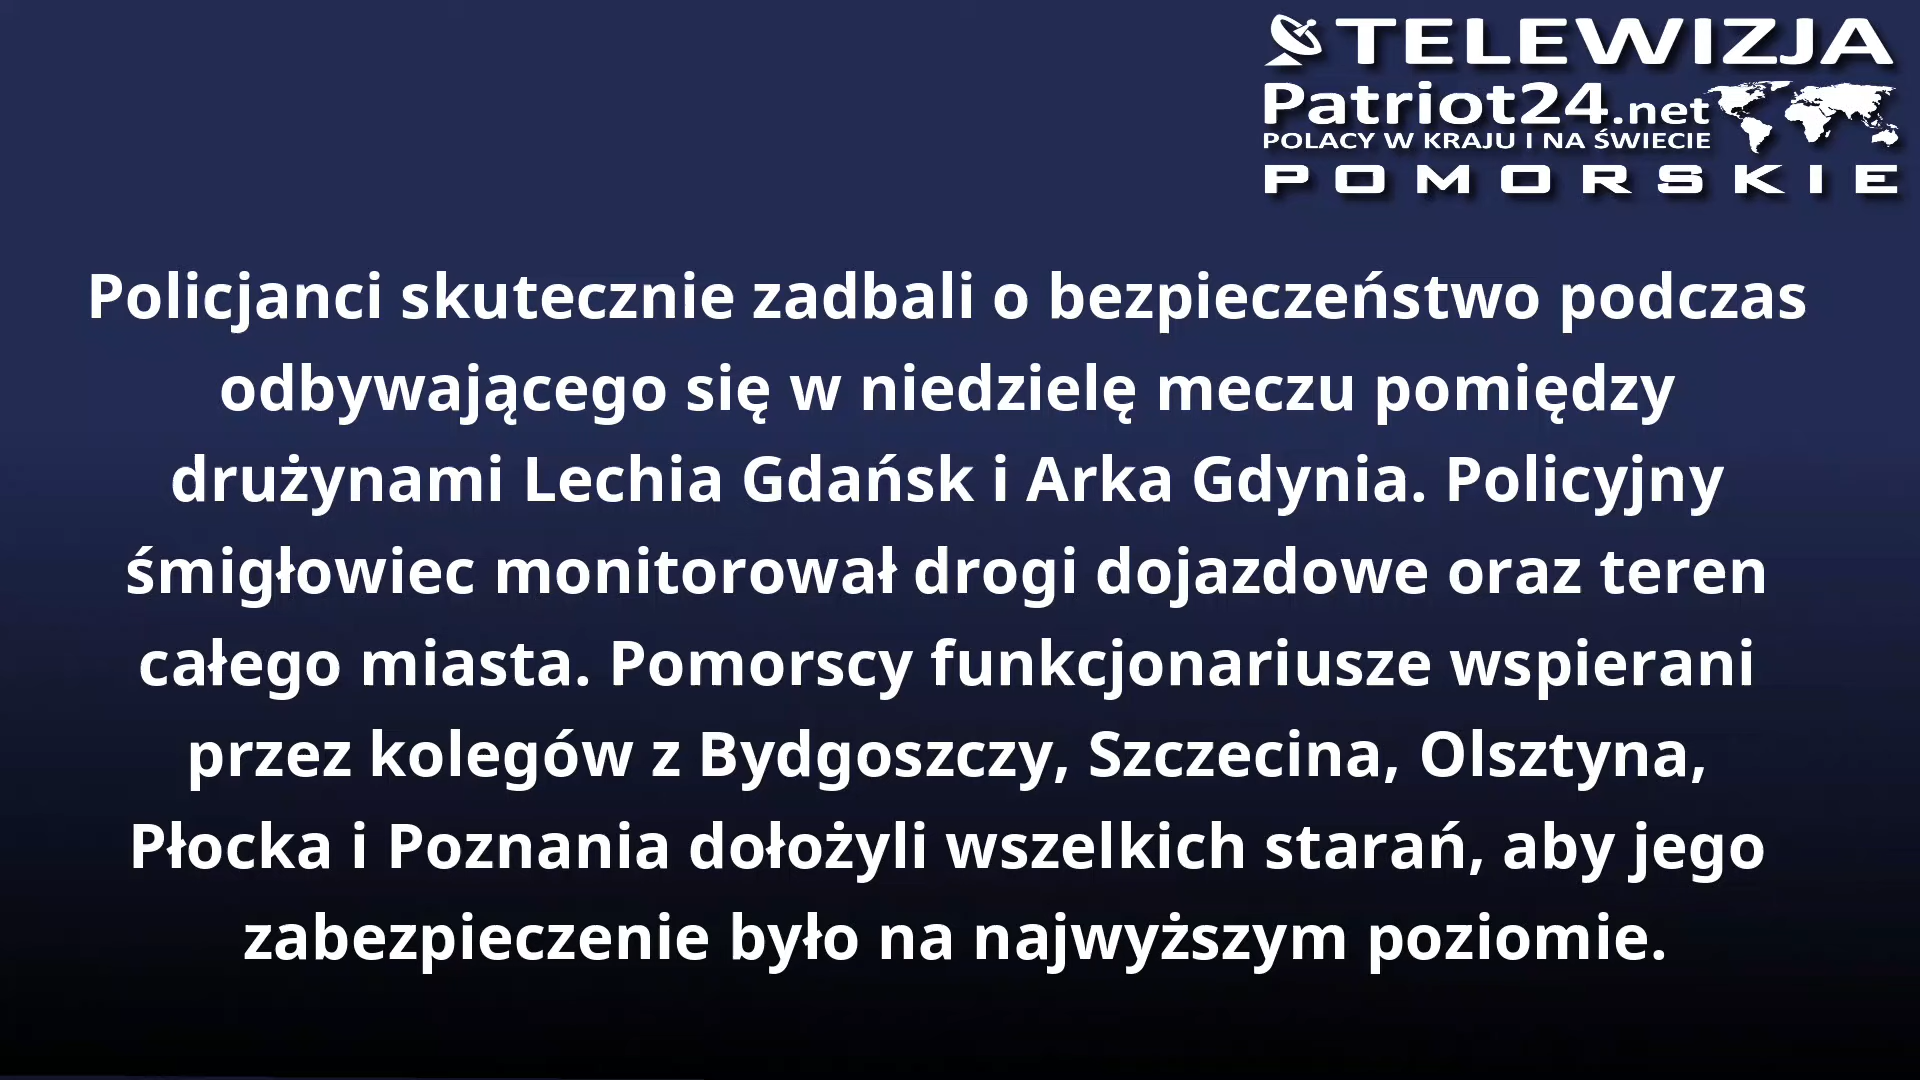 TELEWIZJA
Patriot24.net
POLACY W KRAJU I NA ŚWIECIE
POMORSKIE
Policjanci skutecznie zadbali o bezpieczeństwo podczas
odbywającego się w niedzielę meczu pomiędzy
drużynami Lechia Gdańsk i Arka Gdynia. Policyjny
śmigłowiec monitorował drogi dojazdowe oraz teren
całego miasta. Pomorscy funkcjonariusze wspierani
przez kolegów z Bydgoszczy, Szczecina, Olsztyna,
Płocka i Poznania dołożyli wszelkich starań, aby jego
zabezpieczenie było na najwyższym poziomie.